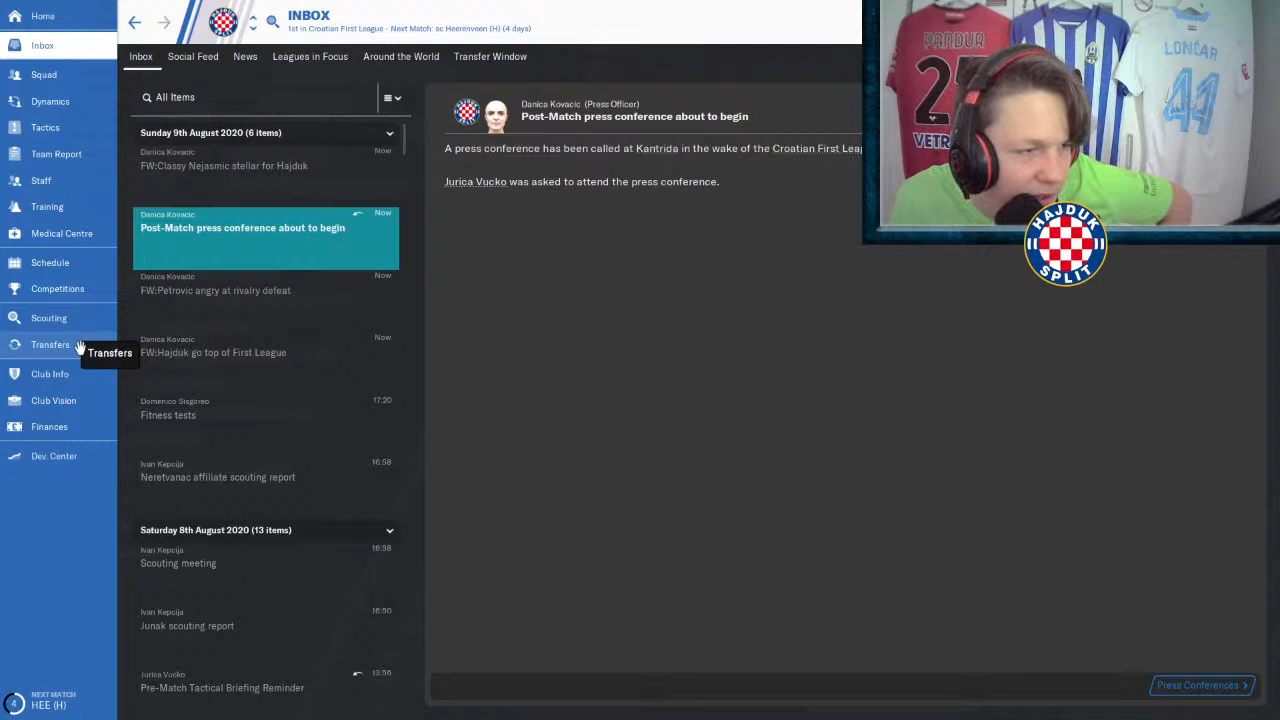 Home
Inbox
Squad
Dynamics
Tactics
Team Report
Staff
Training
Medical Centre
Schedule
Competitions
Scouting
Transfers
Transfers
Club Info
Club Vision
Finances
Dev. Center
4
NEXT MATCH
HEE (H)
INBOX
1st in Croatian First League - Next Match: sc Heerenveen (H) (4 days)
Inbox Social Feed News Leagues in Focus Around the World Transfer Window
All Items
Sunday 9th August 2020 (6 items)
Danica Kovacic Now
FW:Classy Nejasmic stellar for Hajduk
Danica Kovacic Now
Post-Match press conference about to begin
Danica Kovacic Now
FW:Petrovic angry at rivalry defeat
Danica Kovacic Now
FW:Hajduk go top of First League
Domenico Sisgoreo 17:20
Fitness tests
Ivan Kepcija 16:58
Neretvanac affiliate scouting report
Saturday 8th August 2020 (13 items)
Ivan Kepcija 16:58
Scouting meeting
Ivan Kepcija 16:50
Junak scouting report
Jurica Vucko 13:56
Pre-Match Tactical Briefing Reminder
Danica Kovacic (Press Officer)
Post-Match press conference about to begin
A press conference has been called at Kantrida in the wake of the Croatian First Leag
Jurica Vucko was asked to attend the press conference.
Press Conferences
PANDUR
VETR
LONČAR
44
HAJDUK
SPLIT